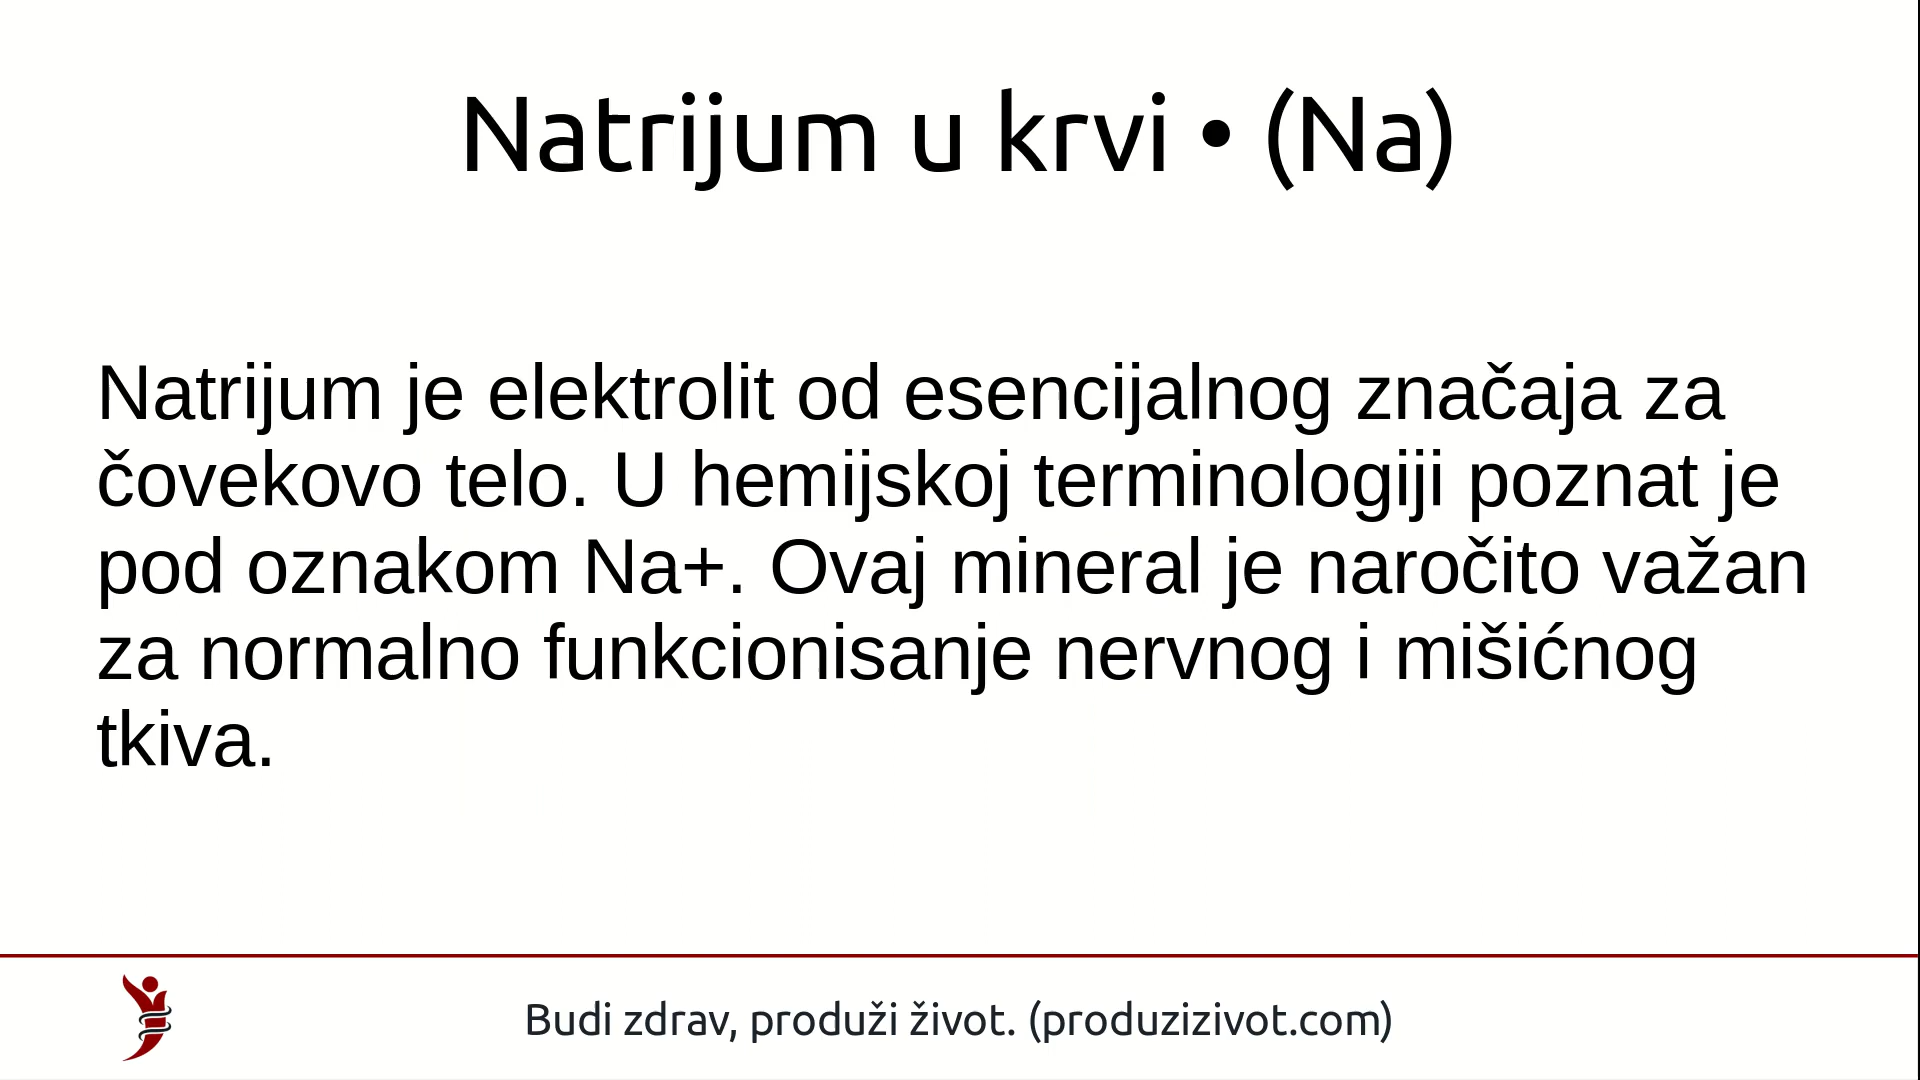 Natrijum u krvi • (Na)
Natrijum je elektrolit od esencijalnog značaja za
čovekovo telo. U hemijskoj terminologiji poznat je
pod oznakom Na+. Ovaj mineral je naročito važan
za normalno funkcionisanje nervnog i mišićnog
tkiva.
Budi zdrav, produži život. (produzizivot.com)